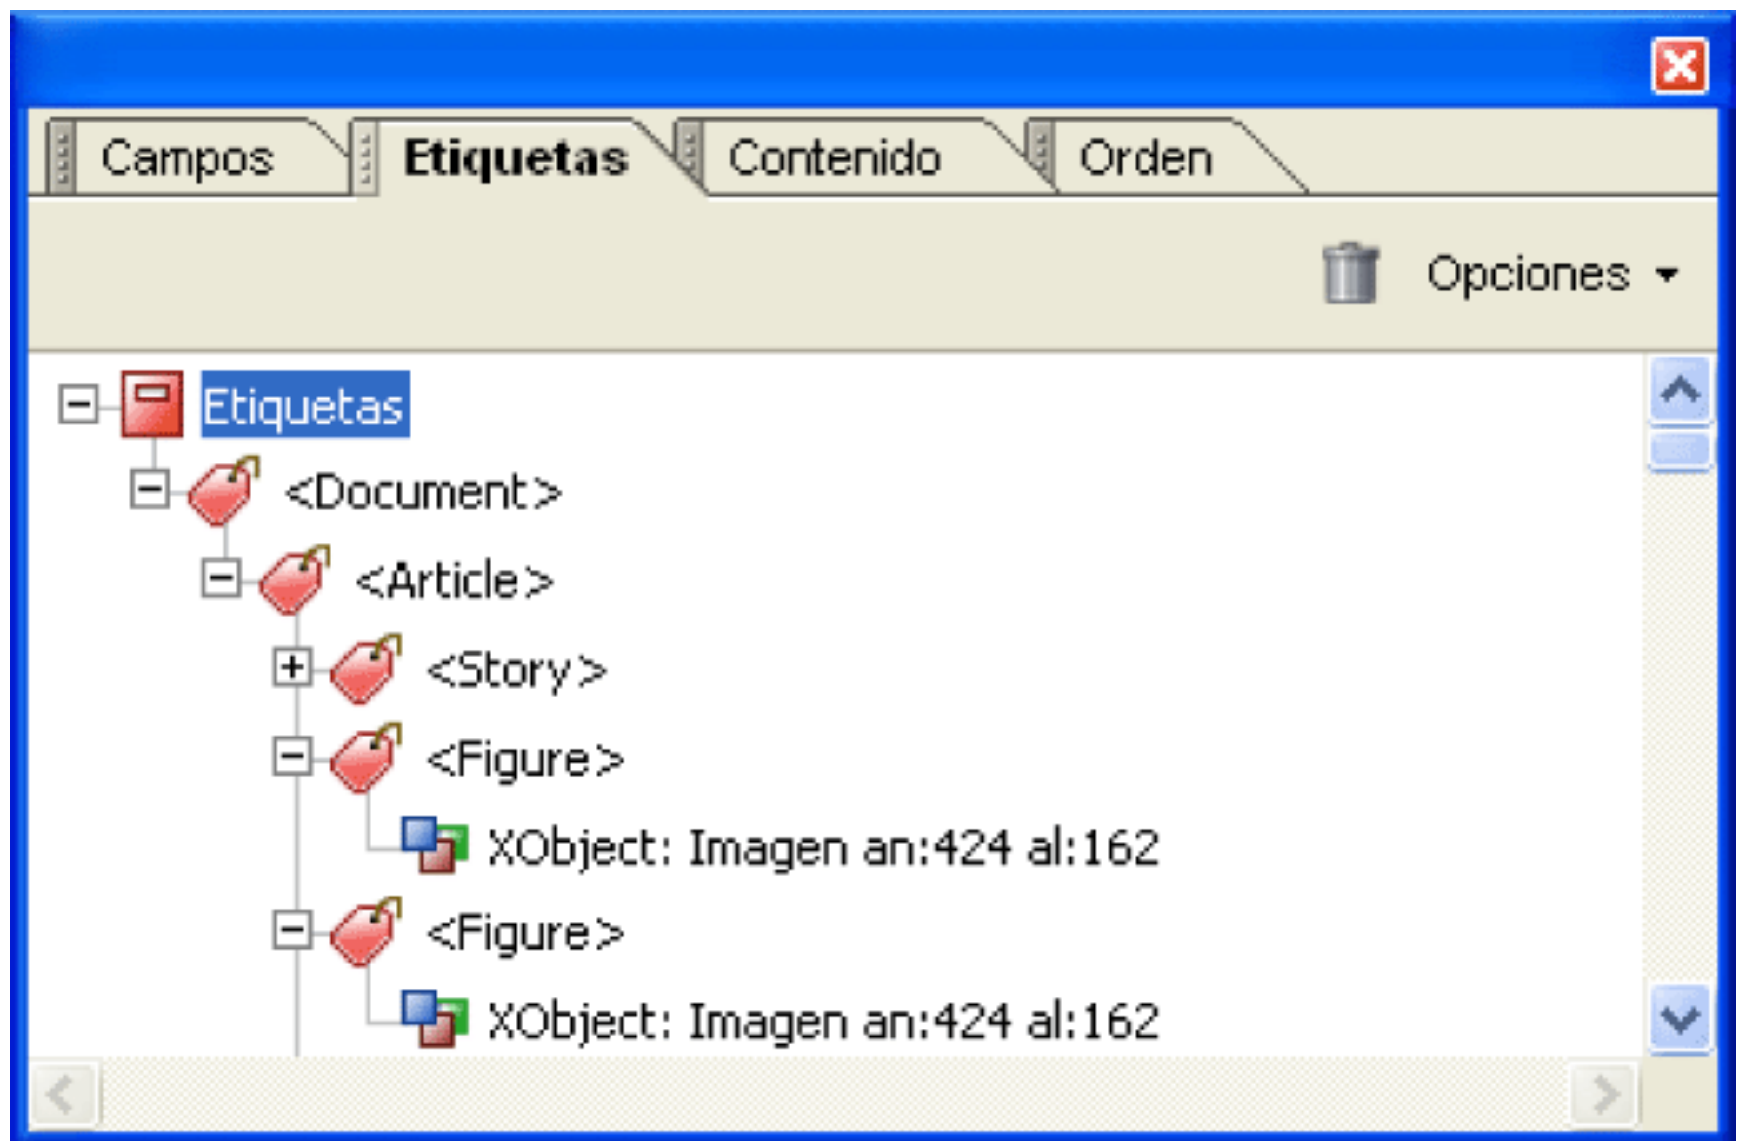 Campos Etiquetas Contenido Orden
Opciones
Etiquetas
<Document>
<Article>
<Story>
<Figure>
XObject: Imagen an:424 al:162
<Figure>
XObject: Imagen an:424 al:162